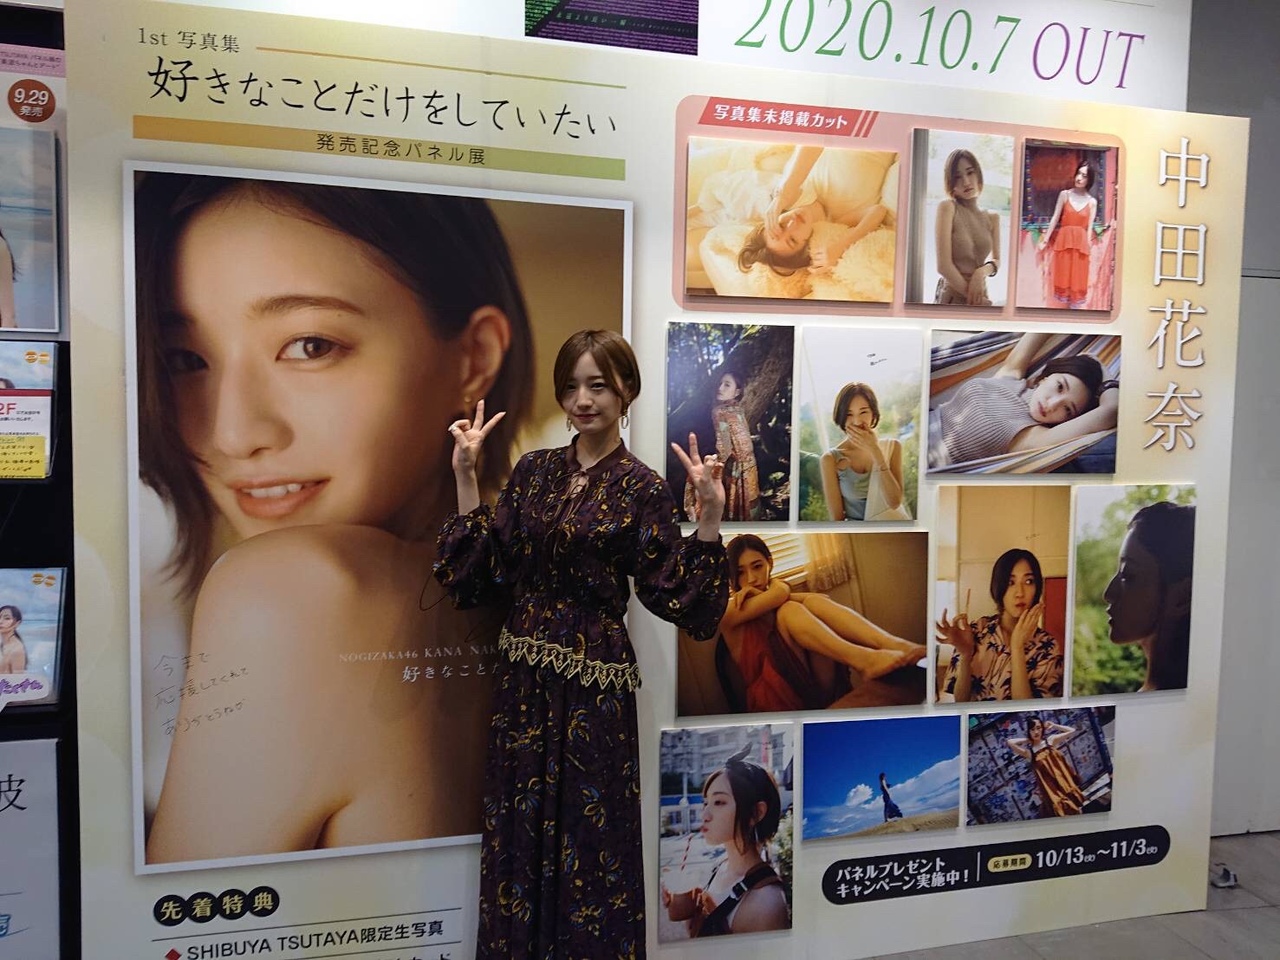 2020.10.7 OUT
1st 写真集
好きなことだけをしていたい
発売記念パネル展
9.29
発売
写真集未掲載カット
中田花奈
2F
NOGIZAKA46 KANA NAK
好きなことだ
今まで
応援してくれて
ありがとうねが
パネルプレゼント
キャンペーン実施中!
応募期間 10/13(火)~11/3(火)
先着特典
◆SHIBUYA TSUTAYA限定生写真
波